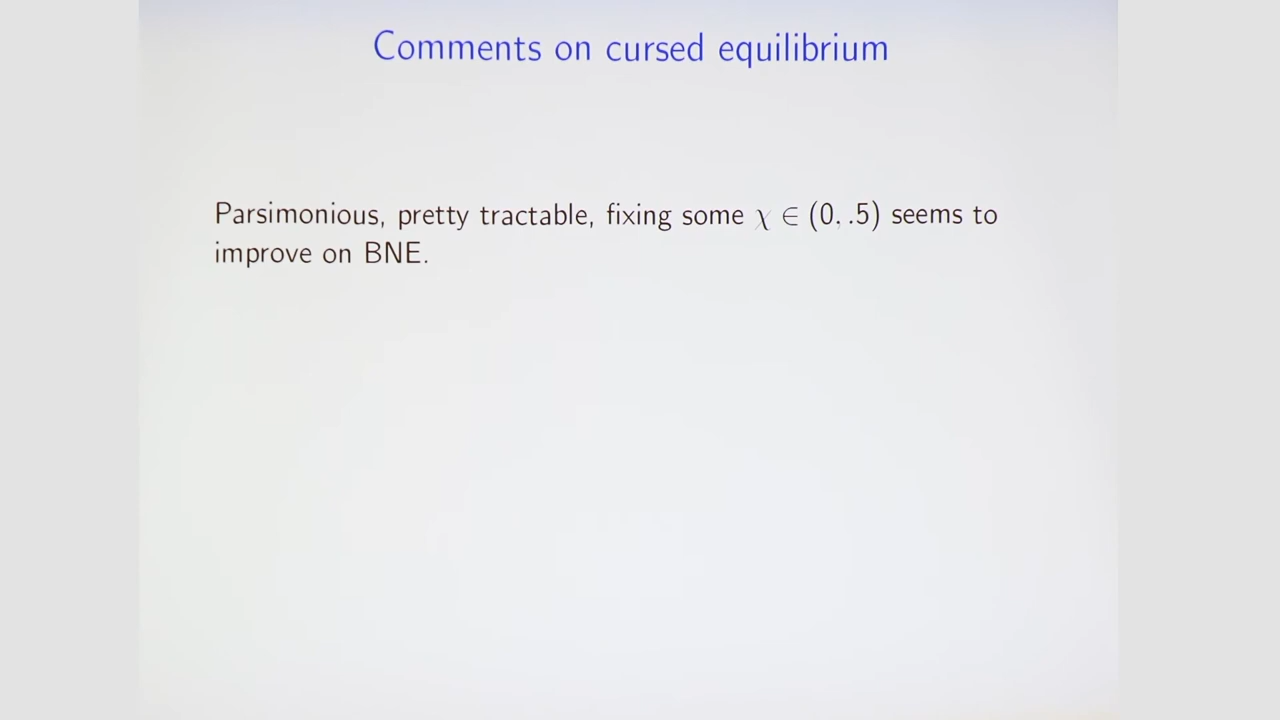 Comments on cursed equilibrium
Parsimonious, pretty tractable, fixing some χ ∈ (0, .5) seems to
improve on BNE.